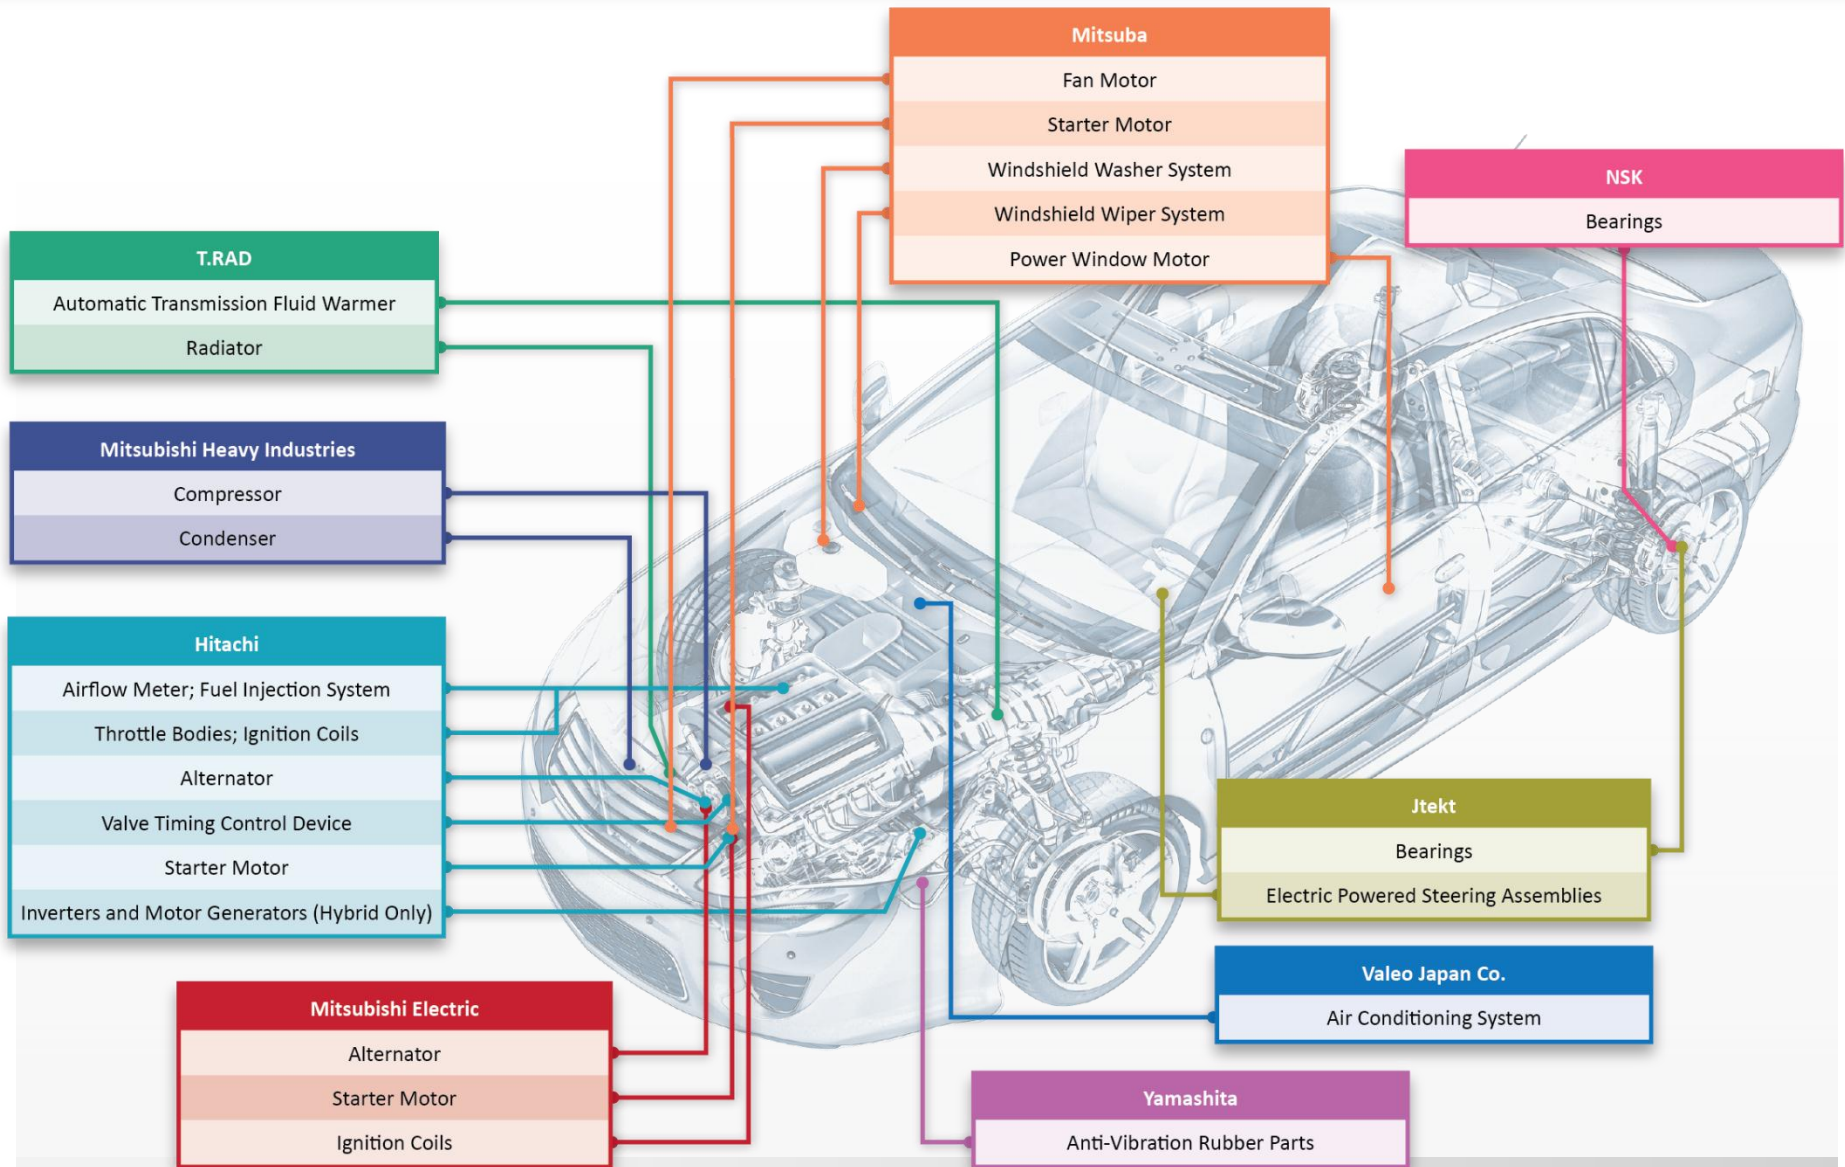 Mitsuba
Fan Motor
Starter Motor
Windshield Washer System
Windshield Wiper System
Power Window Motor
NSK
Bearings
T.RAD
Automatic Transmission Fluid Warmer
Radiator
Mitsubishi Heavy Industries
Compressor
Condenser
Hitachi
Airflow Meter; Fuel Injection System
Throttle Bodies; Ignition Coils
Alternator
Valve Timing Control Device
Starter Motor
Inverters and Motor Generators (Hybrid Only)
Jtekt
Bearings
Electric Powered Steering Assemblies
Valeo Japan Co.
Air Conditioning System
Mitsubishi Electric
Alternator
Starter Motor
Ignition Coils
Yamashita
Anti-Vibration Rubber Parts